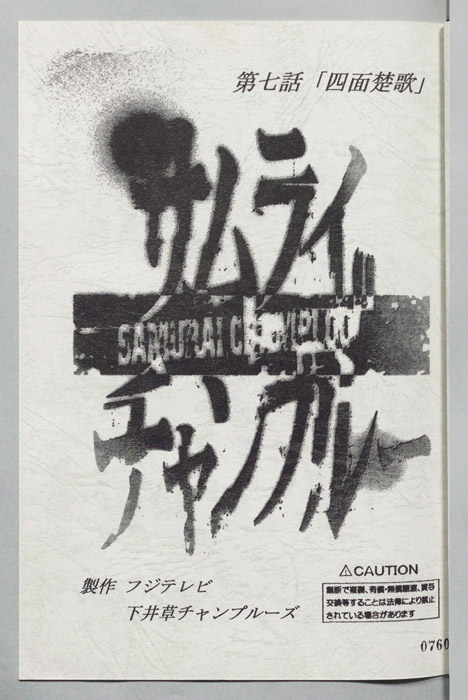 第七話「四面楚歌」
サムライ
SAMURAI CHAMPLOO
チャンプルー
製作 フジテレビ
下井草チャンプルーズ
⚠CAUTION
無断で複製、有償・無償譲渡、貸与
交換等することは法律により禁止
されている場合があります
0760